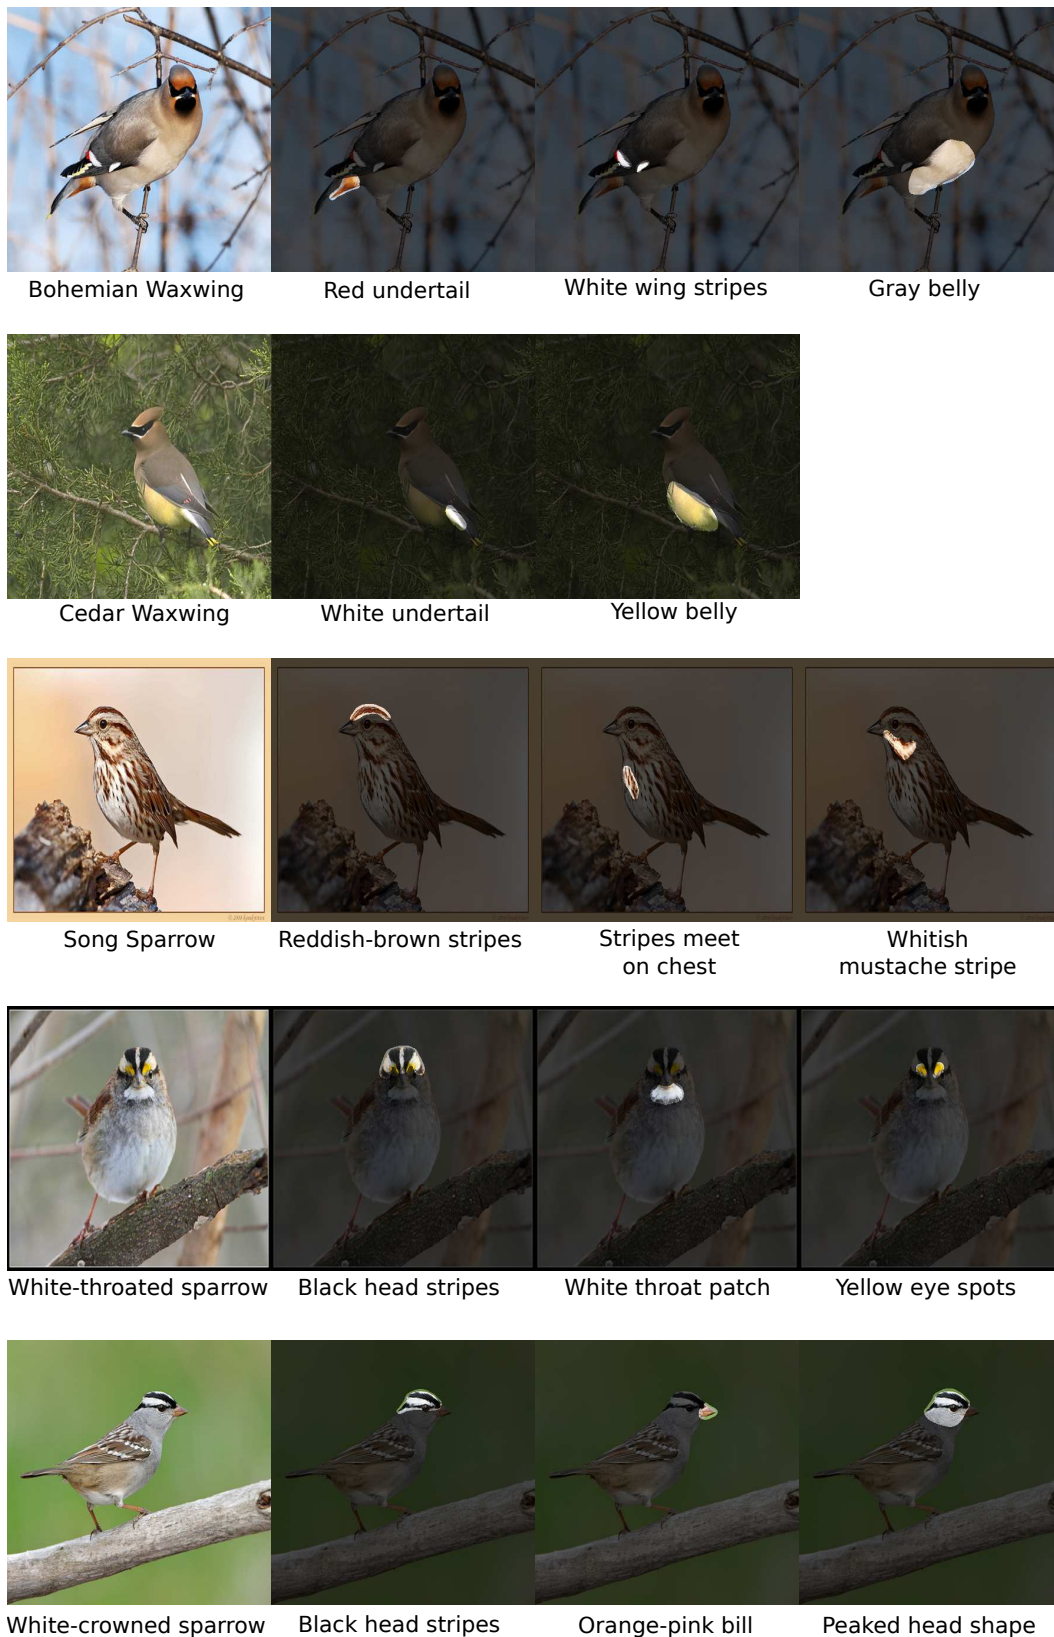 Bohemian Waxwing
Red undertail
White wing stripes
Gray belly
Cedar Waxwing
White undertail
Yellow belly
Song Sparrow
Reddish-brown stripes
Stripes meet
on chest
Whitish
mustache stripe
White-throated sparrow
Black head stripes
White throat patch
Yellow eye spots
White-crowned sparrow
Black head stripes
Orange-pink bill
Peaked head shape